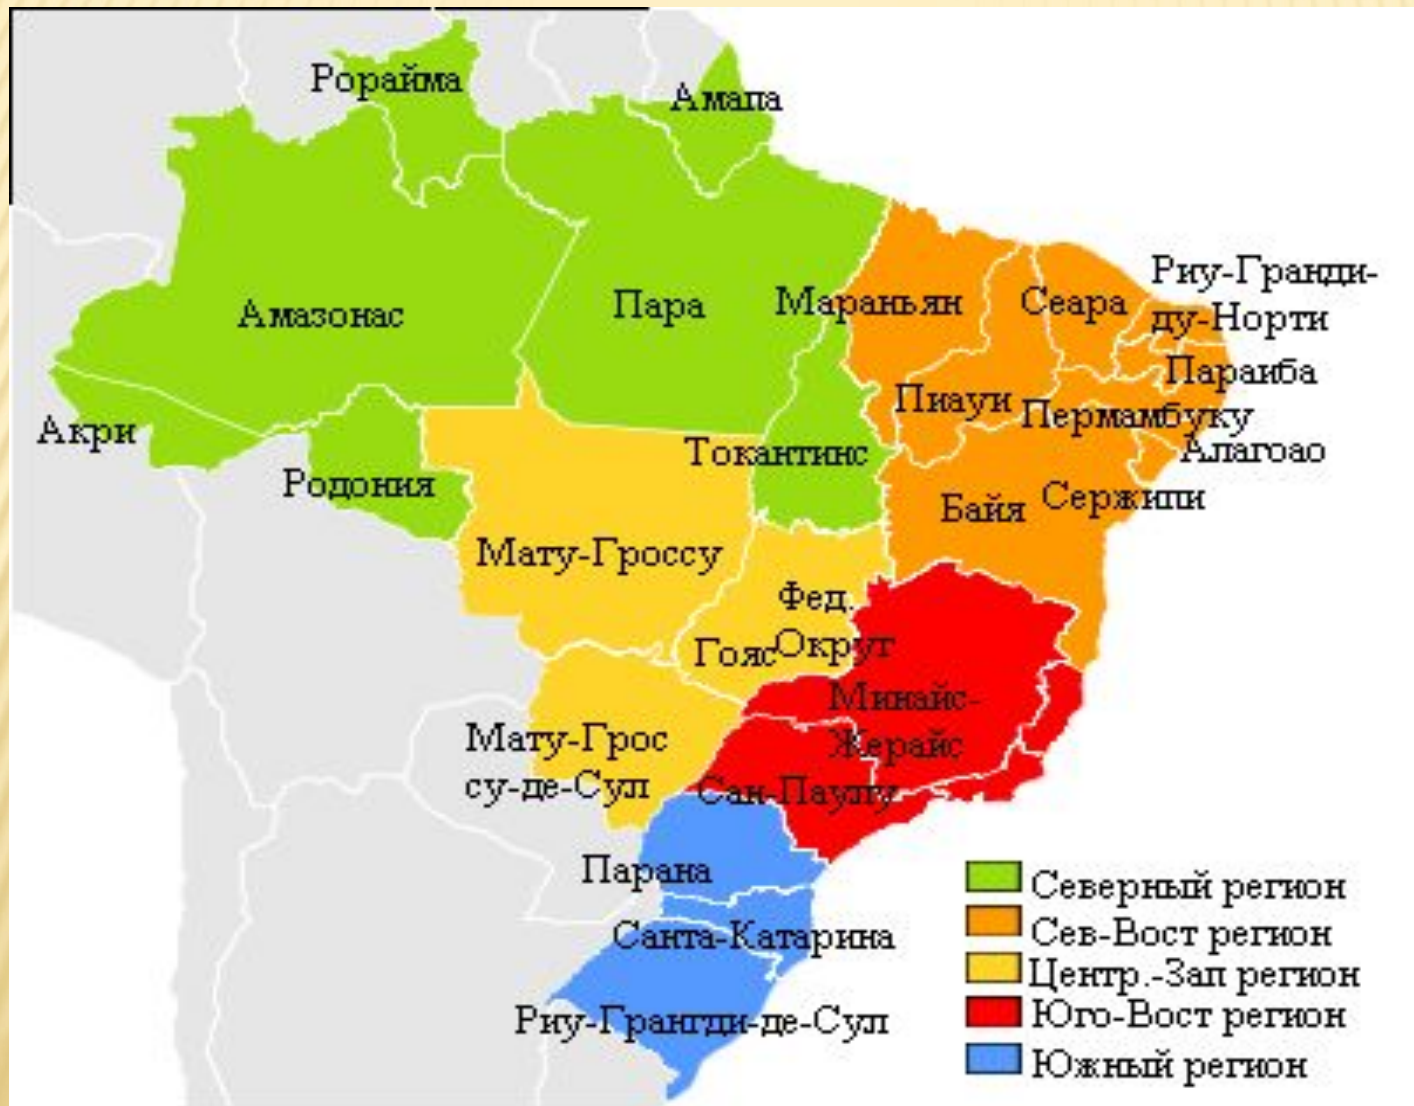 Рорайма
Амапа
Риу-Гранди-
ду-Норти
Мараньян
Сеара
Пара
Амазонас
Параиба
Пиауи
Пермамбуку
Акри
Токантинс
Алагоао
Родония
Сержипи
Байя
Мату-Гроссу
Фед.
Округ
Гояс
Минайс-
Жерайс
Мату-Грос
су-де-Сул
Сан-Паулу
Парана
Санта-Катарина
Риу-Грангди-де-Сул
Северный регион
Сев-Вост регион
Центр.-Зап регион
Юго-Вост регион
Южный регион